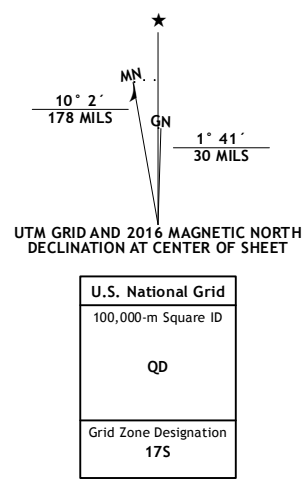 ★
MN
GN
10° 2´
178 MILS
1° 41´
30 MILS
UTM GRID AND 2016 MAGNETIC NORTH
DECLINATION AT CENTER OF SHEET
U.S. National Grid
100,000-m Square ID
QD
Grid Zone Designation
17S